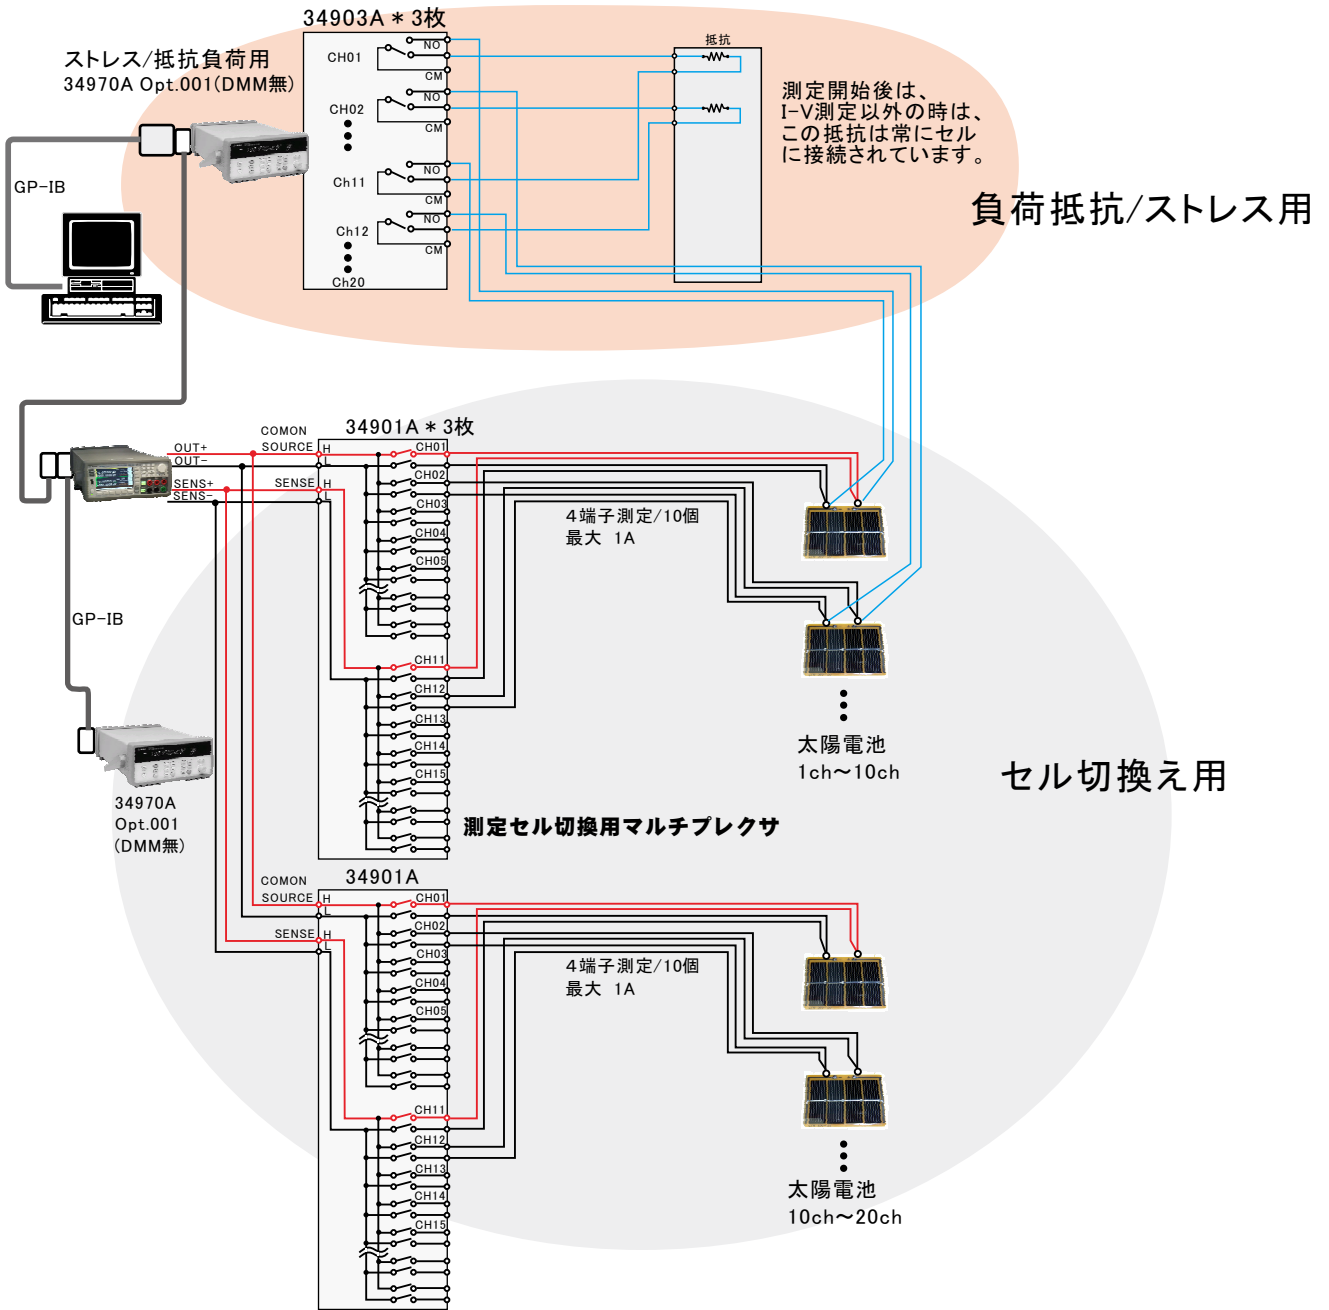 34903A * 3枚
ストレス/抵抗負荷用
34970A Opt.001(DMM無)
CH01
NO
CM
CH02
NO
CM
Ch11
NO
CM
Ch12
NO
CM
Ch20
抵抗
測定開始後は、
I-V測定以外の時は、
この抵抗は常にセル
に接続されています。
負荷抵抗/ストレス用
GP-IB
34901A * 3枚
COMON
SOURCE
H
L
SENSE
H
L
OUT+
OUT-
SENS+
SENS-
CH01
CH02
CH03
CH04
CH05
CH11
CH12
CH13
CH14
CH15
4端子測定/10個
最大 1A
GP-IB
34970A
Opt.001
(DMM無)
太陽電池
1ch～10ch
セル切換え用
測定セル切換用マルチプレクサ
34901A
COMON
SOURCE
H
L
SENSE
H
L
CH01
CH02
CH03
CH04
CH05
CH11
CH12
CH13
CH14
CH15
4端子測定/10個
最大 1A
太陽電池
10ch～20ch